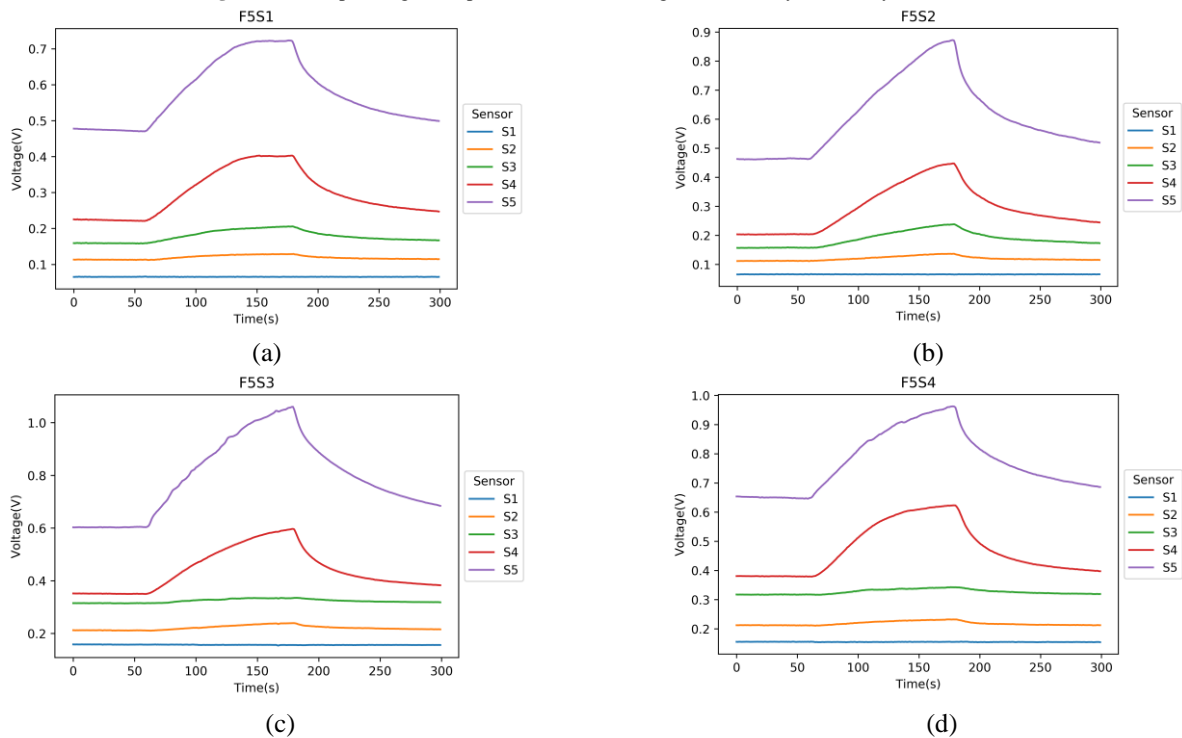 F5S1
0.7
0.6
0.5
0.4
0.3
0.2
0.1
Voltage(V)
0 50 100 150 200 250 300
Time(s)
Sensor
S1
S2
S3
S4
S5
(a)
F5S2
0.9
0.8
0.7
0.6
0.5
0.4
0.3
0.2
0.1
Voltage(V)
0 50 100 150 200 250 300
Time(s)
Sensor
S1
S2
S3
S4
S5
(b)
F5S3
1.0
0.8
0.6
0.4
0.2
Voltage(V)
0 50 100 150 200 250 300
Time(s)
Sensor
S1
S2
S3
S4
S5
(c)
F5S4
1.0
0.9
0.8
0.7
0.6
0.5
0.4
0.3
0.2
Voltage(V)
0 50 100 150 200 250 300
Time(s)
Sensor
S1
S2
S3
S4
S5
(d)